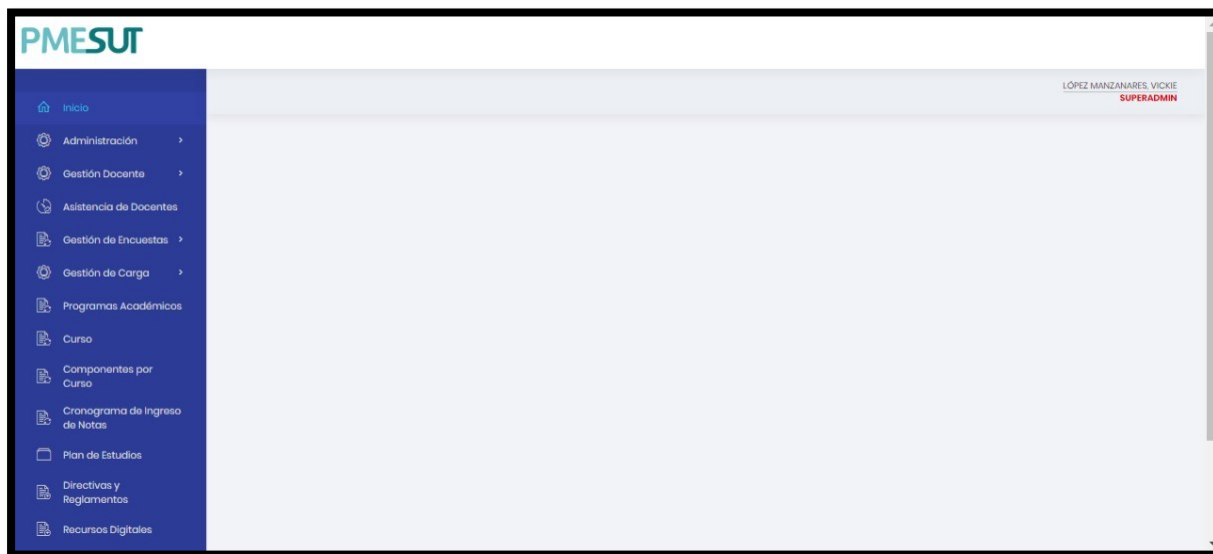 PMESUT
LÓPEZ MANZANARES, VICKIE
SUPERADMIN
Inicio
Administración
Gestión Docente
Asistencia de Docentes
Gestión de Encuestas
Gestión de Carga
Programas Académicos
Curso
Componentes por
Curso
Cronograma de Ingreso
de Notas
Plan de Estudios
Directivas y
Reglamentos
Recursos Digitales